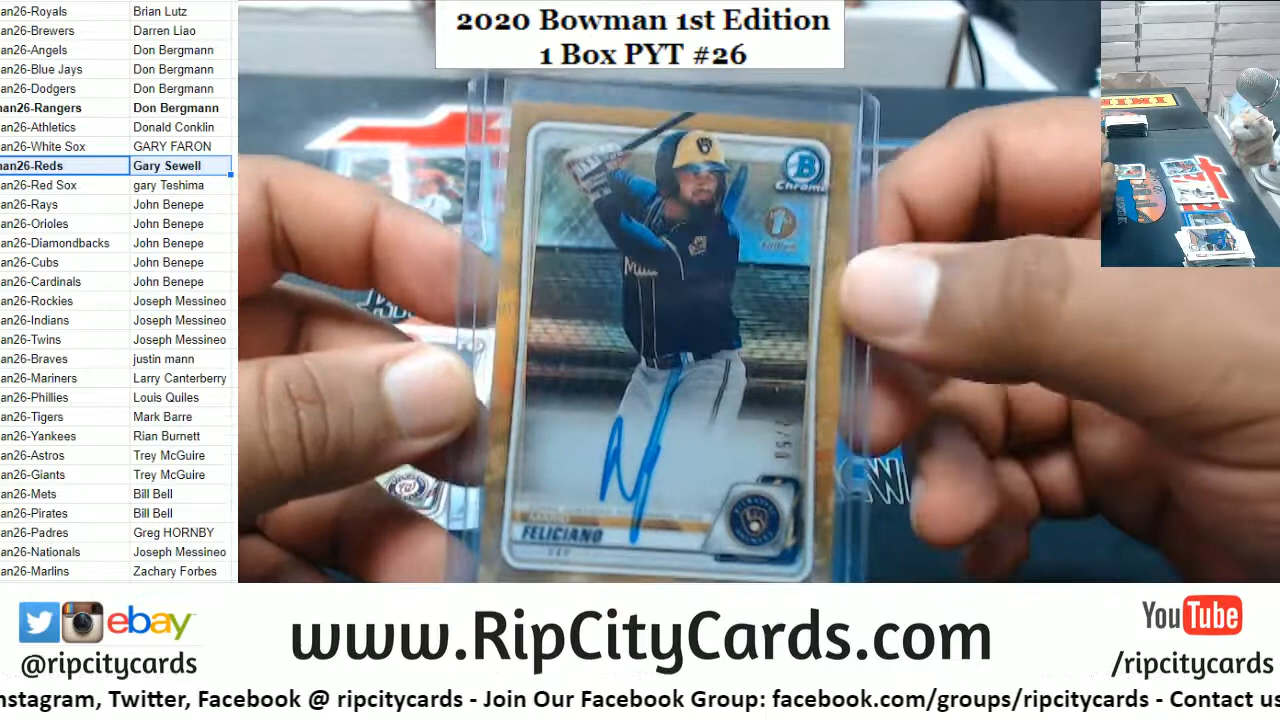 2020 Bowman 1st Edition
1 Box PYT #26
an26-Royals Brian Lutz
an26-Brewers Darren Liao
an26-Angels Don Bergmann
an26-Blue Jays Don Bergmann
an26-Dodgers Don Bergmann
nan26-Rangers Don Bergmann
an26-Athletics Donald Conklin
an26-White Sox GARY FARON
nan26-Reds Gary Sewell
an26-Red Sox gary Teshima
an26-Rays John Benepe
an26-Orioles John Benepe
an26-Diamondbacks John Benepe
an26-Cubs John Benepe
an26-Cardinals John Benepe
an26-Rockies Joseph Messineo
an26-Indians Joseph Messineo
an26-Twins Joseph Messineo
an26-Braves justin mann
an26-Mariners Larry Canterberry
an26-Phillies Louis Quiles
an26-Tigers Mark Barre
an26-Yankees Rian Burnett
an26-Astros Trey McGuire
an26-Giants Trey McGuire
an26-Mets Bill Bell
an26-Pirates Bill Bell
an26-Padres Greg HORNBY
an26-Nationals Joseph Messineo
an26-Marlins Zachary Forbes
B
Chrome
1st
Edition
FELICIANO
ebay
@ripcitycards
www.RipCityCards.com
YouTube
/ripcitycards
nstagram, Twitter, Facebook @ ripcitycards - Join Our Facebook Group: facebook.com/groups/ripcitycards - Contact us